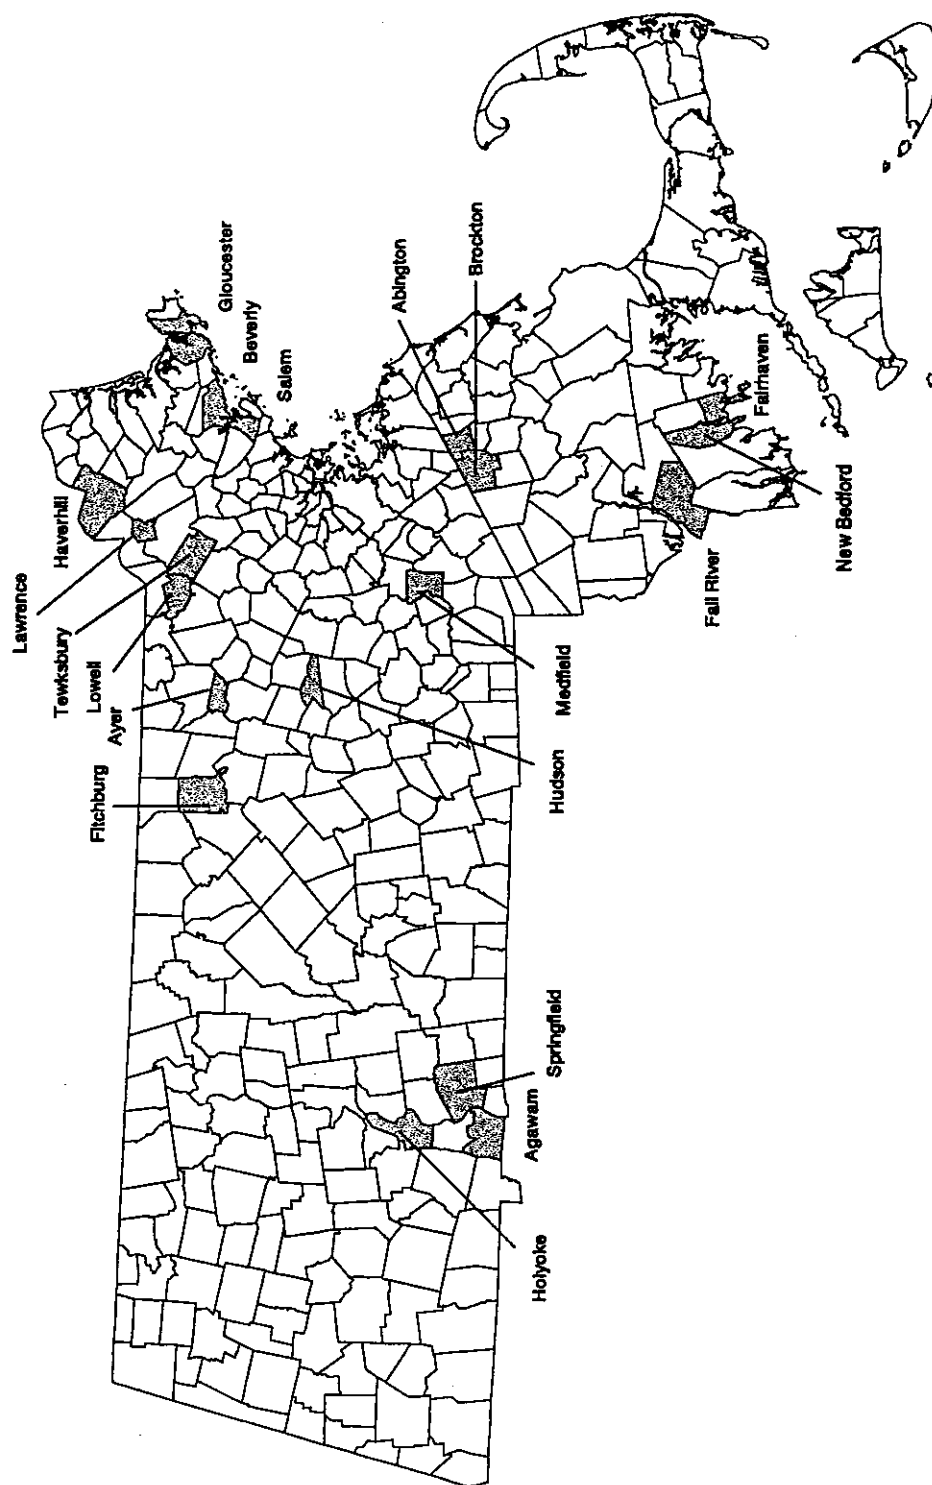 Lawrence
Haverhill
Tewksbury
Lowell
Ayer
Fitchburg
Gloucester
Beverly
Salem
Abington
Brockton
Fairhaven
New Bedford
Fall River
Medfield
Hudson
Springfield
Agawam
Holyoke